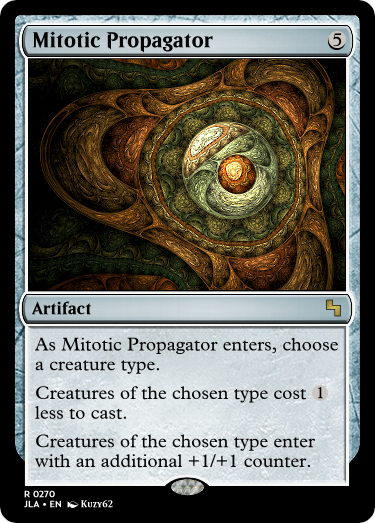 Mitotic Propagator 5
Artifact
As Mitotic Propagator enters, choose
a creature type.
Creatures of the chosen type cost 1
less to cast.
Creatures of the chosen type enter
with an additional +1/+1 counter.
R 0270
JLA • EN Kuzy62